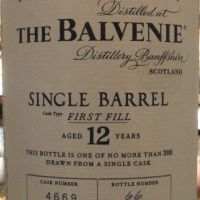 Distilled at
THE BALVENIE
Distillery Banffshire
SCOTLAND
SINGLE BARREL
Cask Type FIRST FILL
AGED 12 YEARS
THIS BOTTLE IS ONE OF NO MORE THAN 300
DRAWN FROM A SINGLE CASK
CASK NUMBER BOTTLE NUMBER
4669 66